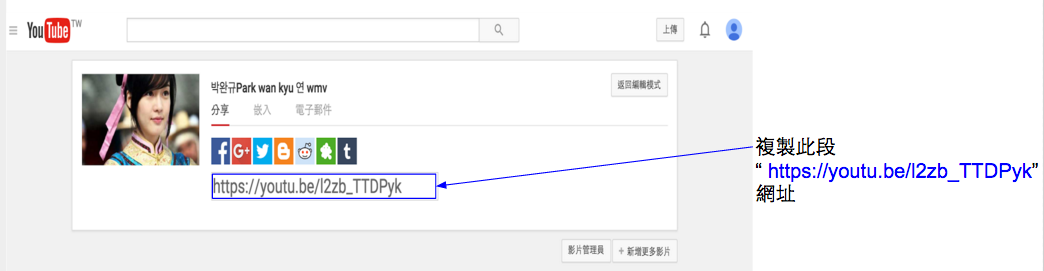 YouTube TW
上傳
박완규Park wan kyu 연 wmv
返回編輯模式
分享 嵌入 電子郵件
https://youtu.be/l2zb_TTDPyk
複製此段
“ https://youtu.be/l2zb_TTDPyk”
網址
影片管理員 + 新增更多影片